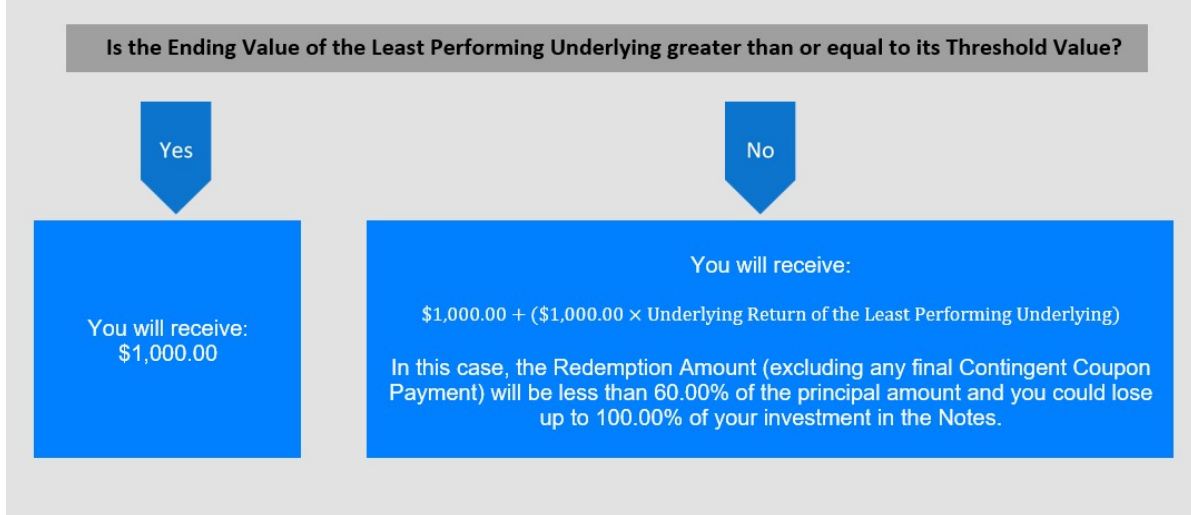 Is the Ending Value of the Least Performing Underlying greater than or equal to its Threshold Value?
Yes
No
You will receive:
$1,000.00
You will receive:
$1,000.00 + ($1,000.00 × Underlying Return of the Least Performing Underlying)
In this case, the Redemption Amount (excluding any final Contingent Coupon
Payment) will be less than 60.00% of the principal amount and you could lose
up to 100.00% of your investment in the Notes.